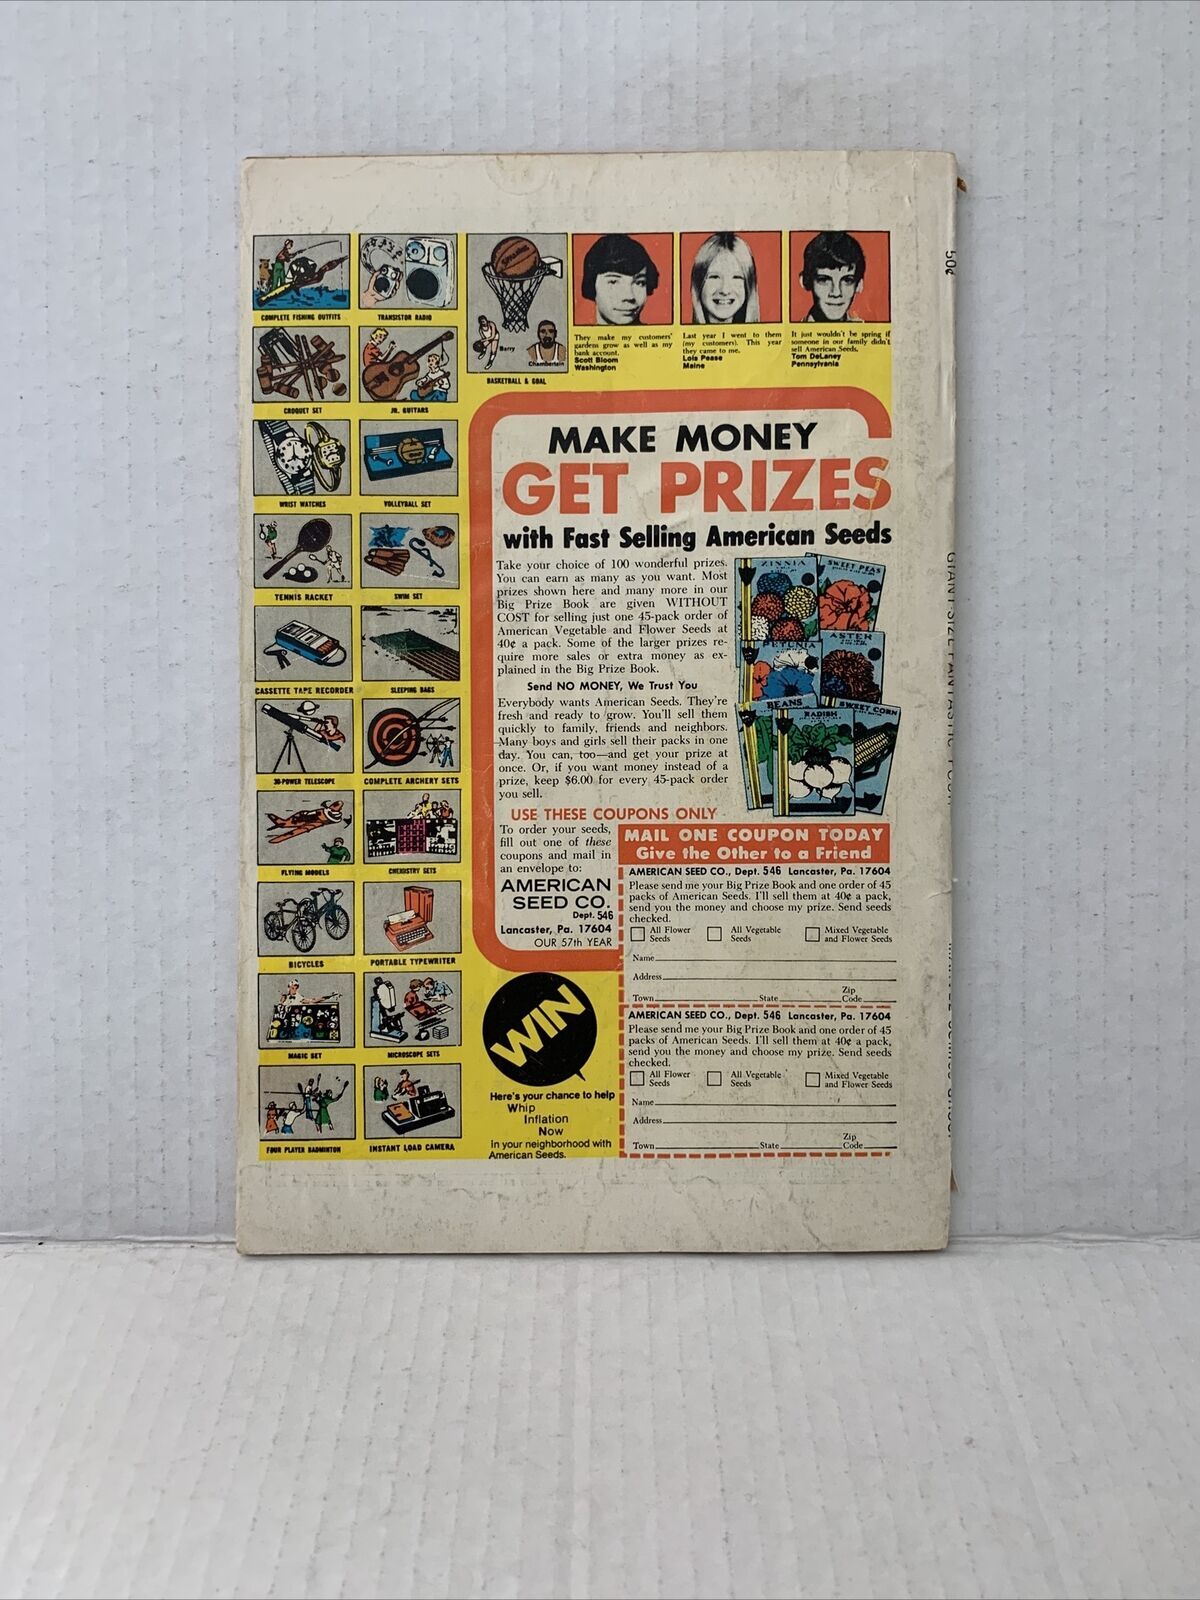 COMPLETE FISHING OUTFITS
TRANSISTOR RADIO
CROQUET SET
JR. GUITARS
WRIST WATCHES
VOLLEYBALL SET
TENNIS RACKET
SWIM SET
CASSETTE TAPE RECORDER
SLEEPING BAGS
30-POWER TELESCOPE
COMPLETE ARCHERY SETS
FLYING MODELS
CHEMISTRY SETS
BICYCLES
PORTABLE TYPEWRITER
MAGIC SET
MICROSCOPE SETS
FOUR PLAYER BADMINTON
INSTANT LOAD CAMERA
Barry
Chamberlain
BASKETBALL & GOAL
They make my customers'
gardens grow as well as my
bank account.
Scott Bloom
Washington
Last year I went to them
(my customers). This year
they came to me.
Lois Pease
Maine
It just wouldn't be spring if
someone in our family didn't
sell American Seeds.
Tom DeLaney
Pennsylvania
MAKE MONEY
GET PRIZES
with Fast Selling American Seeds
Take your choice of 100 wonderful prizes.
You can earn as many as you want. Most
prizes shown here and many more in our
Big Prize Book are given WITHOUT
COST for selling just one 45-pack order of
American Vegetable and Flower Seeds at
40¢ a pack. Some of the larger prizes re-
quire more sales or extra money as ex-
plained in the Big Prize Book.
Send NO MONEY, We Trust You
Everybody wants American Seeds. They're
fresh and ready to grow. You'll sell them
quickly to family, friends and neighbors.
Many boys and girls sell their packs in one
day. You can, too—and get your prize at
once. Or, if you want money instead of a
prize, keep $6.00 for every 45-pack order
you sell.
ZINNIA
SWEET PEAS
PETUNIA
ASTER
BEANS
RADISH
SWEET CORN
USE THESE COUPONS ONLY
To order your seeds,
fill out one of these
coupons and mail in
an envelope to:
AMERICAN
SEED CO.
Dept. 546
Lancaster, Pa. 17604
OUR 57th YEAR
MAIL ONE COUPON TODAY
Give the Other to a Friend
AMERICAN SEED CO., Dept. 546 Lancaster, Pa. 17604
Please send me your Big Prize Book and one order of 45
packs of American Seeds. I'll sell them at 40¢ a pack,
send you the money and choose my prize. Send seeds
checked.
All Flower Seeds
All Vegetable Seeds
Mixed Vegetable and Flower Seeds
Name
Address
Town State Zip Code
AMERICAN SEED CO., Dept. 546 Lancaster, Pa. 17604
Please send me your Big Prize Book and one order of 45
packs of American Seeds. I'll sell them at 40¢ a pack,
send you the money and choose my prize. Send seeds
checked.
All Flower Seeds
All Vegetable Seeds
Mixed Vegetable and Flower Seeds
Name
Address
Town State Zip Code
WIN
Here's your chance to help
Whip
Inflation
Now
in your neighborhood with
American Seeds.
50¢
GIANT-SIZE FANTASTIC FOUR